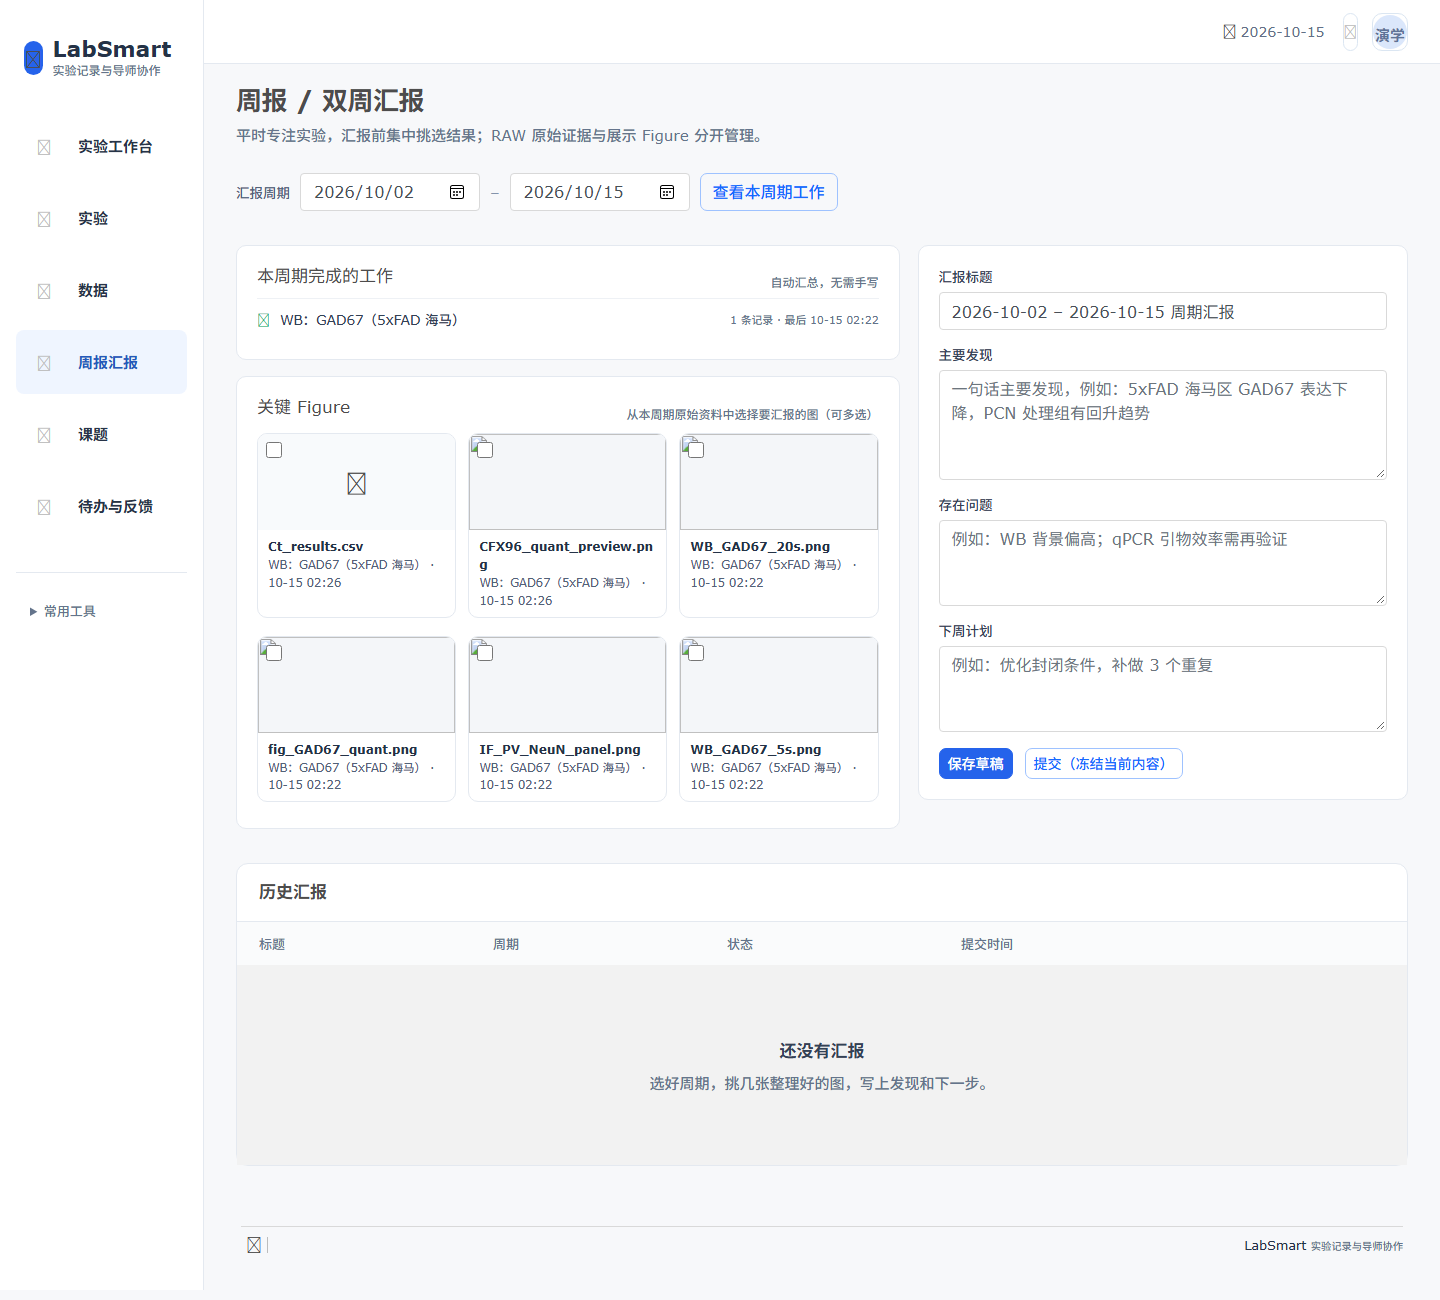 LabSmart
实验记录与导师协作
2026-10-15
演学
实验工作台
实验
数据
周报汇报
课题
待办与反馈
常用工具
周报 / 双周汇报
平时专注实验，汇报前集中挑选结果；RAW 原始证据与展示 Figure 分开管理。
汇报周期
2026/10/02
–
2026/10/15
查看本周期工作
本周期完成的工作
自动汇总，无需手写
WB：GAD67（5xFAD 海马）
1 条记录 · 最后 10-15 02:22
关键 Figure
从本周期原始资料中选择要汇报的图（可多选）
Ct_results.csv
WB：GAD67（5xFAD 海马） ·
10-15 02:26
CFX96_quant_preview.pn
g
WB：GAD67（5xFAD 海马） ·
10-15 02:26
WB_GAD67_20s.png
WB：GAD67（5xFAD 海马） ·
10-15 02:22
fig_GAD67_quant.png
WB：GAD67（5xFAD 海马） ·
10-15 02:22
IF_PV_NeuN_panel.png
WB：GAD67（5xFAD 海马） ·
10-15 02:22
WB_GAD67_5s.png
WB：GAD67（5xFAD 海马） ·
10-15 02:22
汇报标题
2026-10-02 – 2026-10-15 周期汇报
主要发现
一句话主要发现，例如：5xFAD 海马区 GAD67 表达下
降，PCN 处理组有回升趋势
存在问题
例如：WB 背景偏高；qPCR 引物效率需再验证
下周计划
例如：优化封闭条件，补做 3 个重复
保存草稿
提交（冻结当前内容）
历史汇报
标题
周期
状态
提交时间
还没有汇报
选好周期，挑几张整理好的图，写上发现和下一步。
LabSmart 实验记录与导师协作